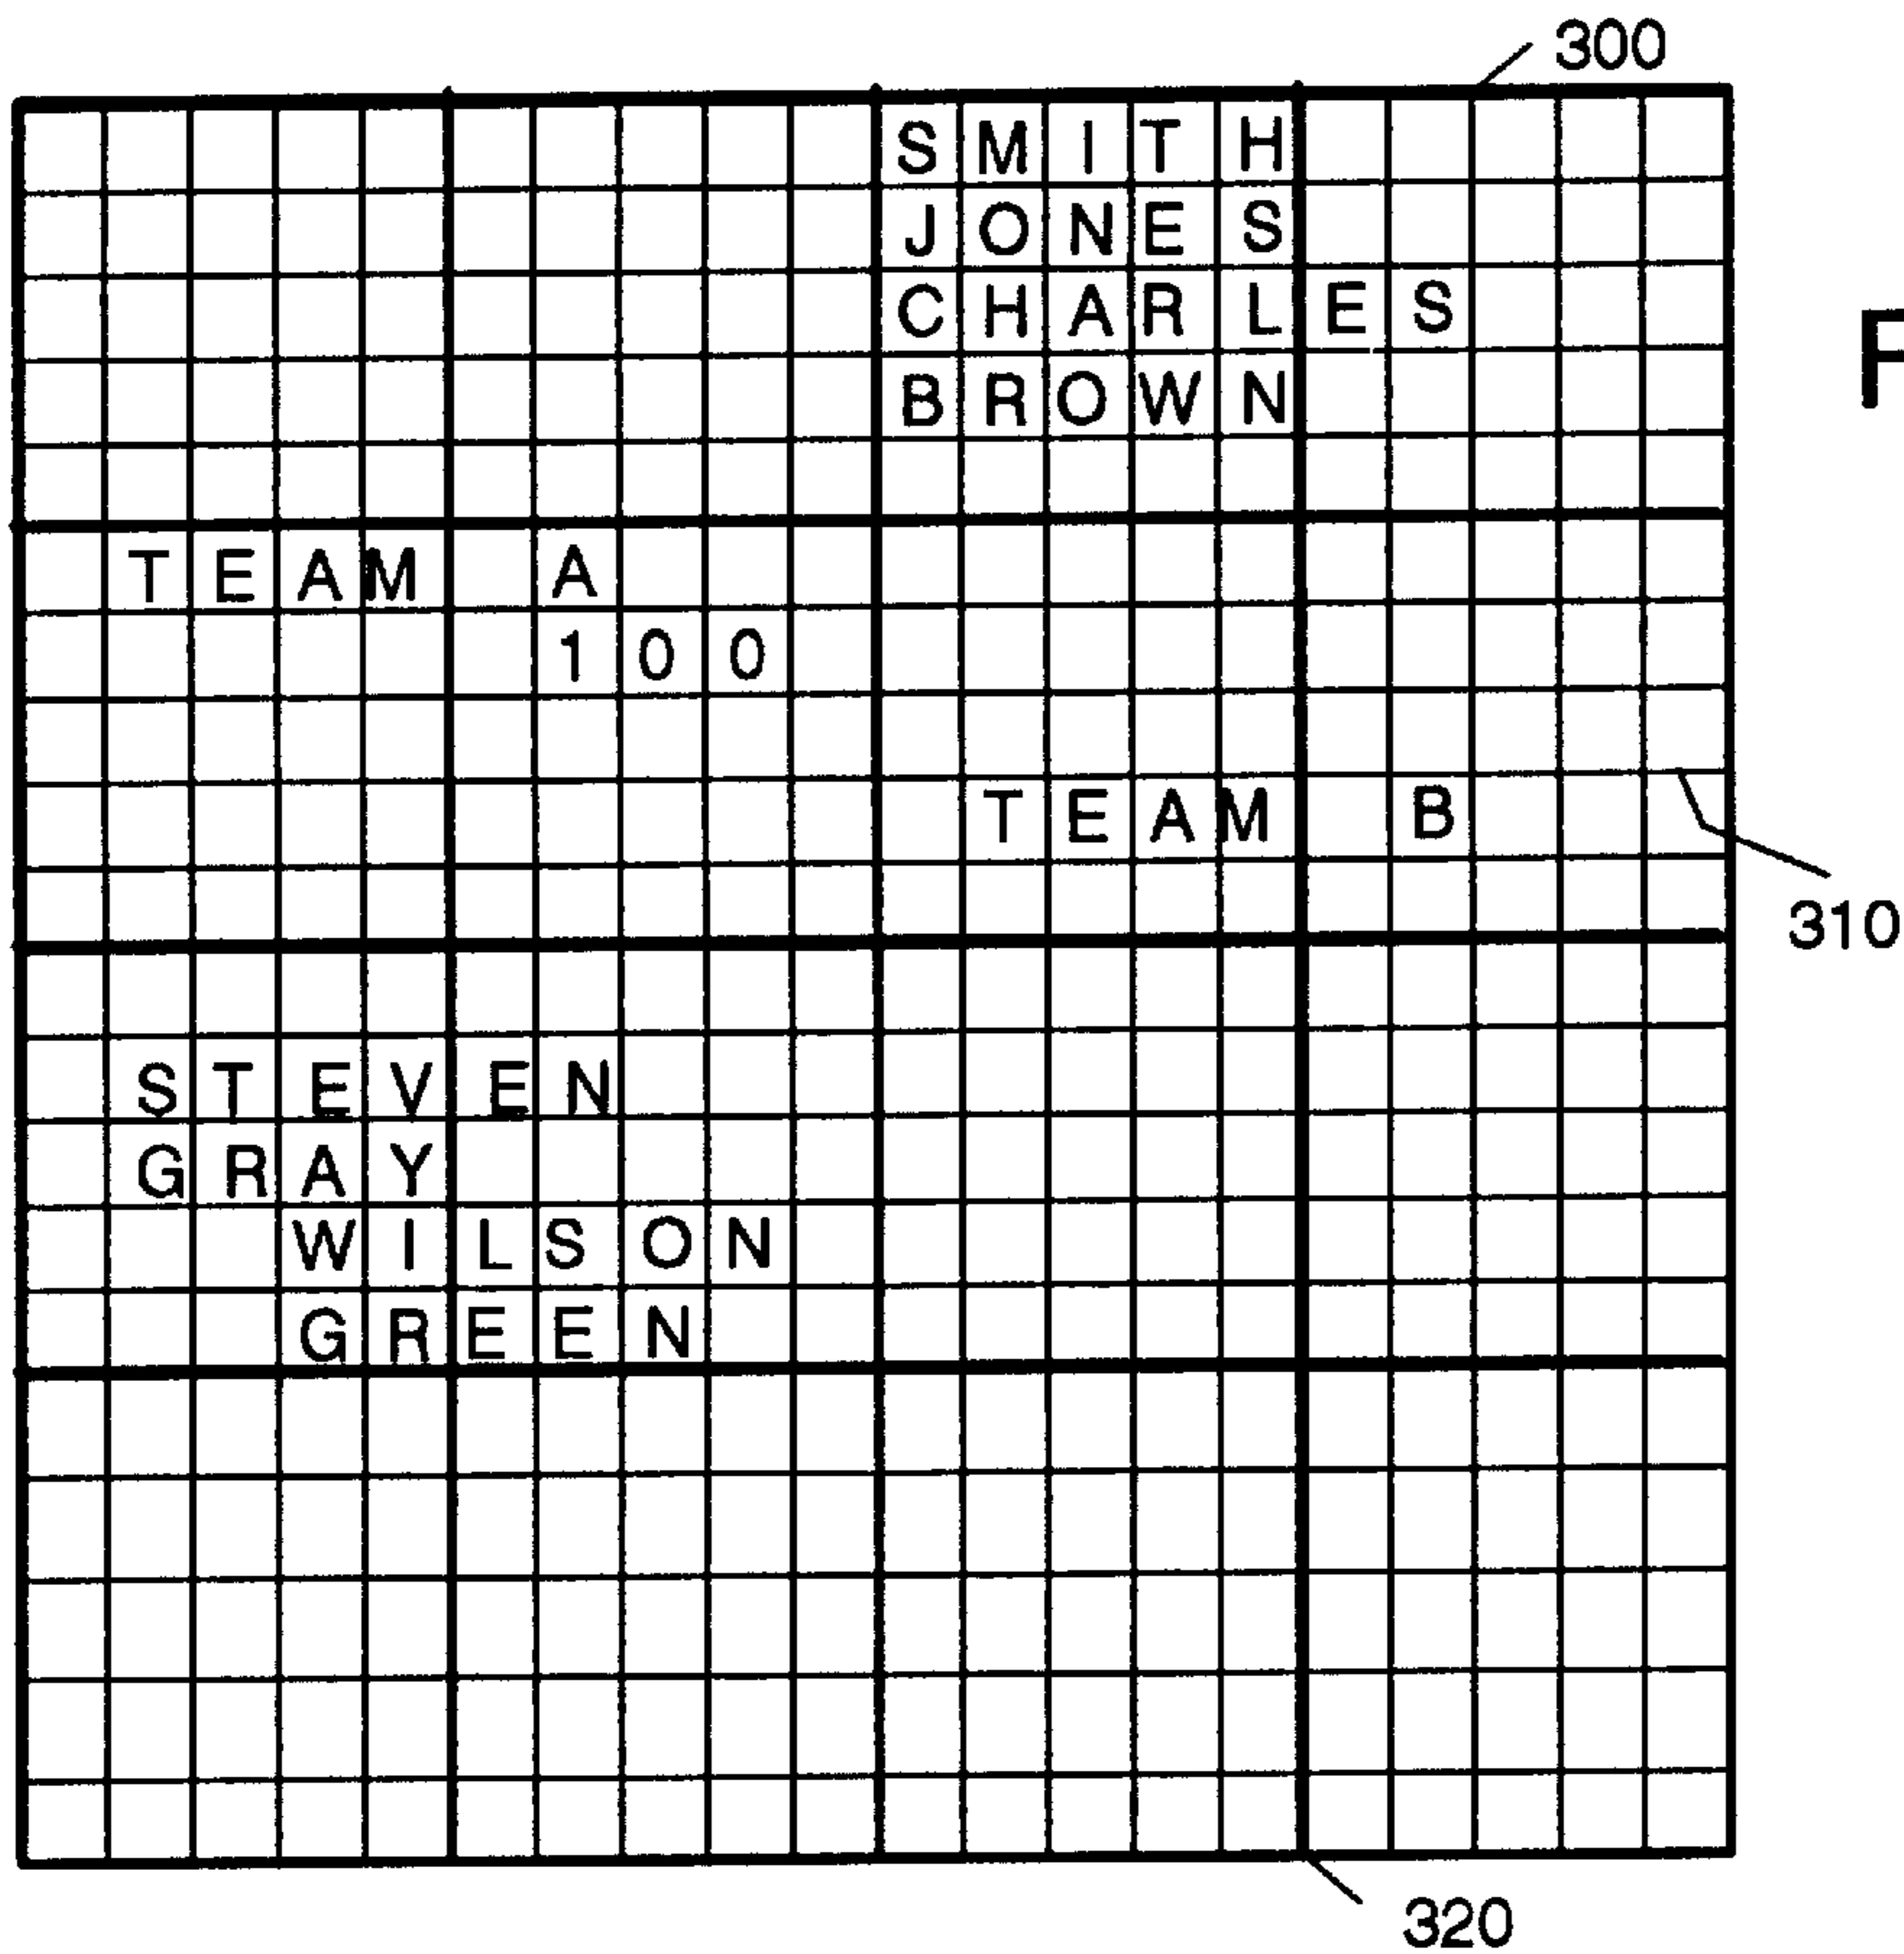 300
SMITH
JONES
CHARLES
F
BROWN
TEAM A
100
TEAM B
310
STEVEN
GRAY
WILSON
GREEN
320